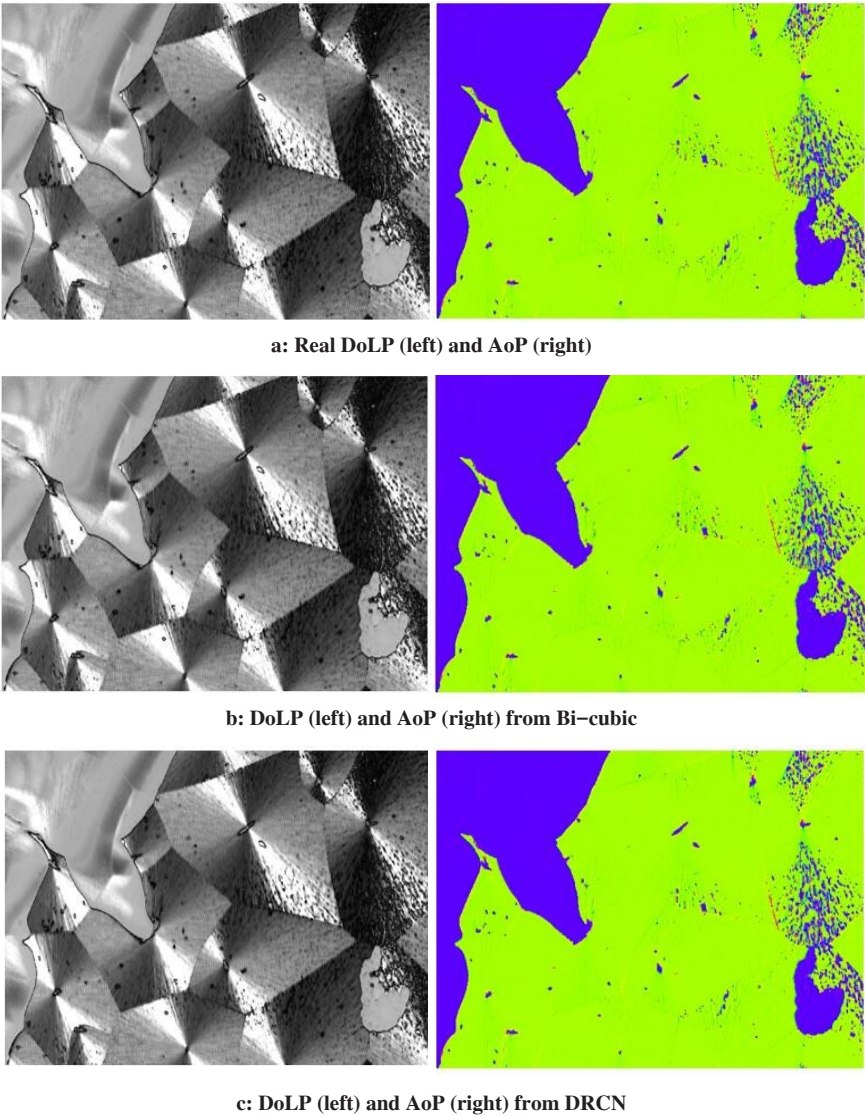 a: Real DoLP (left) and AoP (right)
b: DoLP (left) and AoP (right) from Bi−cubic
c: DoLP (left) and AoP (right) from DRCN